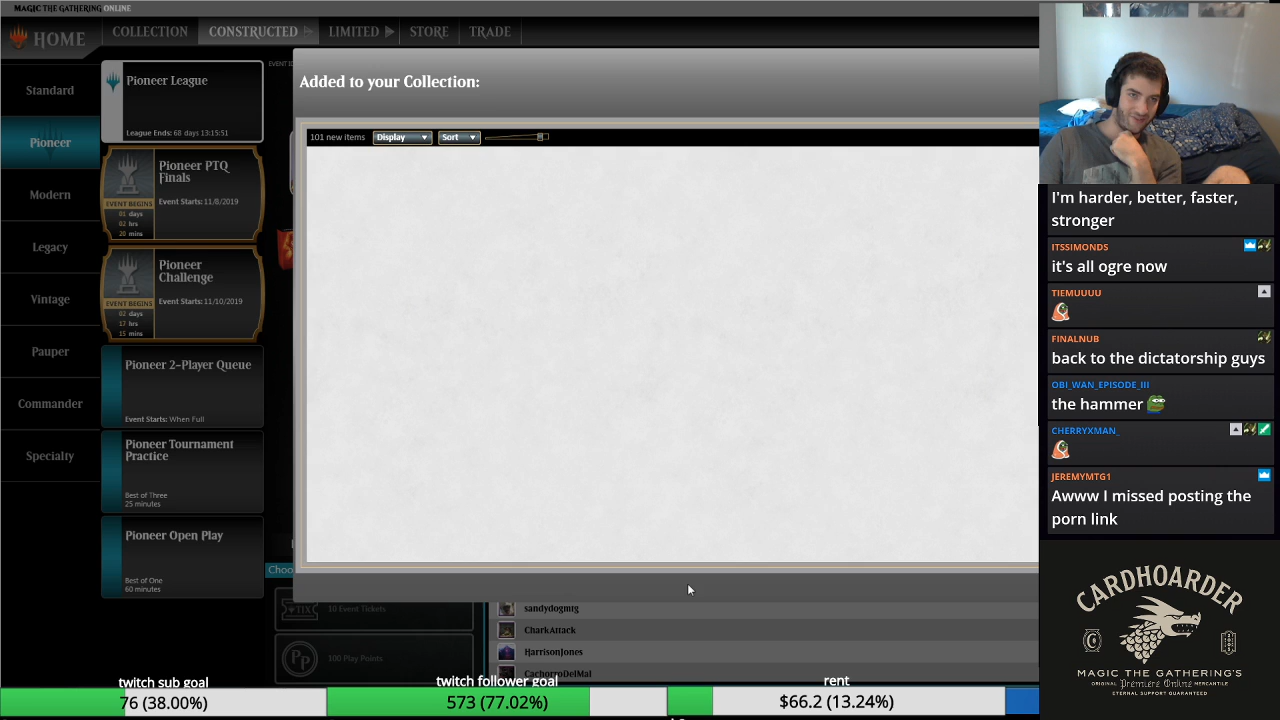 MAGIC THE GATHERING ONLINE
HOME
COLLECTION
CONSTRUCTED
LIMITED
STORE
TRADE
Standard
Pioneer
Modern
Legacy
Vintage
Pauper
Commander
Specialty
Pioneer League
League Ends: 68 days 13:15:51
Pioneer PTQ
Finals
Event Starts: 11/8/2019
EVENT BEGINS
01 days
02 hrs
20 mins
Pioneer
Challenge
Event Starts: 11/10/2019
EVENT BEGINS
02 days
17 hrs
15 mins
Pioneer 2-Player Queue
Event Starts: When Full
Pioneer Tournament
Practice
Best of Three
25 minutes
Pioneer Open Play
Best of One
60 minutes
EVENT
Added to your Collection:
101 new items
Display
Sort
Choo
TIX
10 Event Tickets
PP
100 Play Points
sandydogmtg
CharkAttack
HarrisonJones
CachorroDelMal
I'm harder, better, faster,
stronger
ITSSIMONDS
it's all ogre now
TIEMUUUU
FINALNUB
back to the dictatorship guys
OBI_WAN_EPISODE_III
the hammer
CHERRYXMAN_
JEREMYMTG1
Awww I missed posting the
porn link
CARDHOARDER
MAGIC THE GATHERING'S
ORIGINAL Premiere Online MERCANTILE
ETERNAL SUPPORT GUARANTEED
twitch sub goal
76 (38.00%)
twitch follower goal
573 (77.02%)
rent
$66.2 (13.24%)